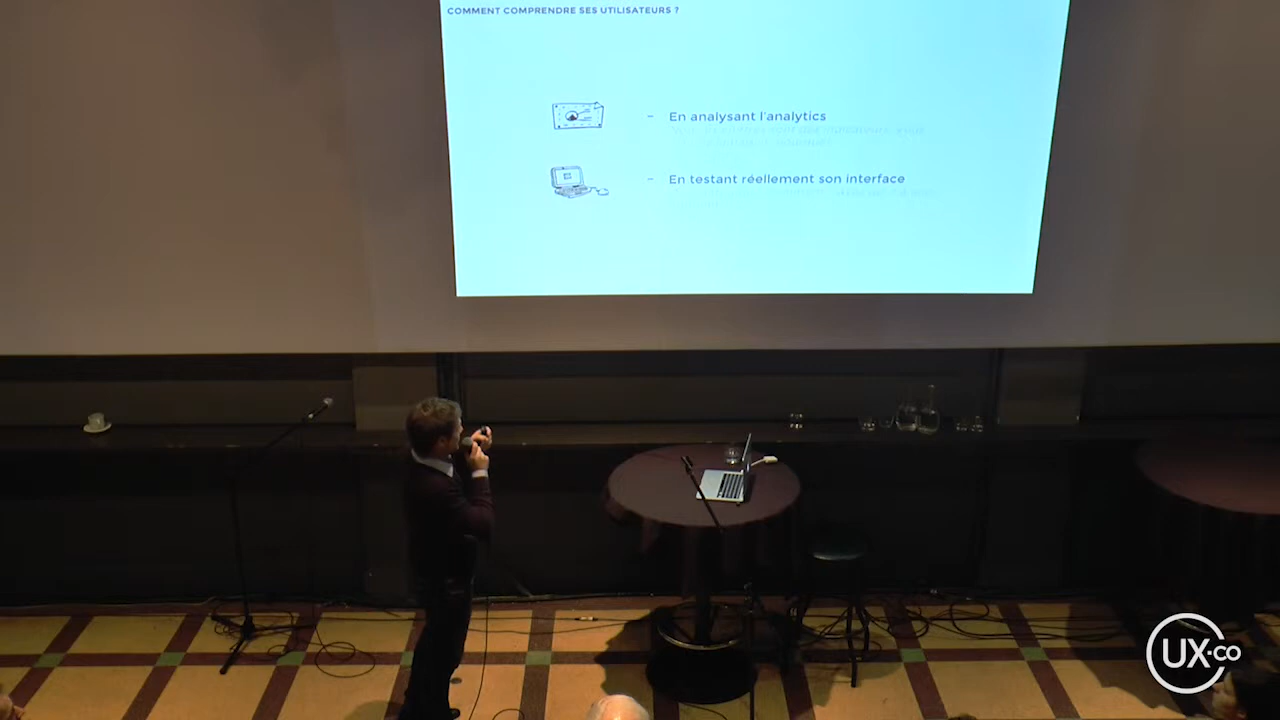 COMMENT COMPRENDRE SES UTILISATEURS ?
– En analysant l'analytics
– En testant réellement son interface
UX-co